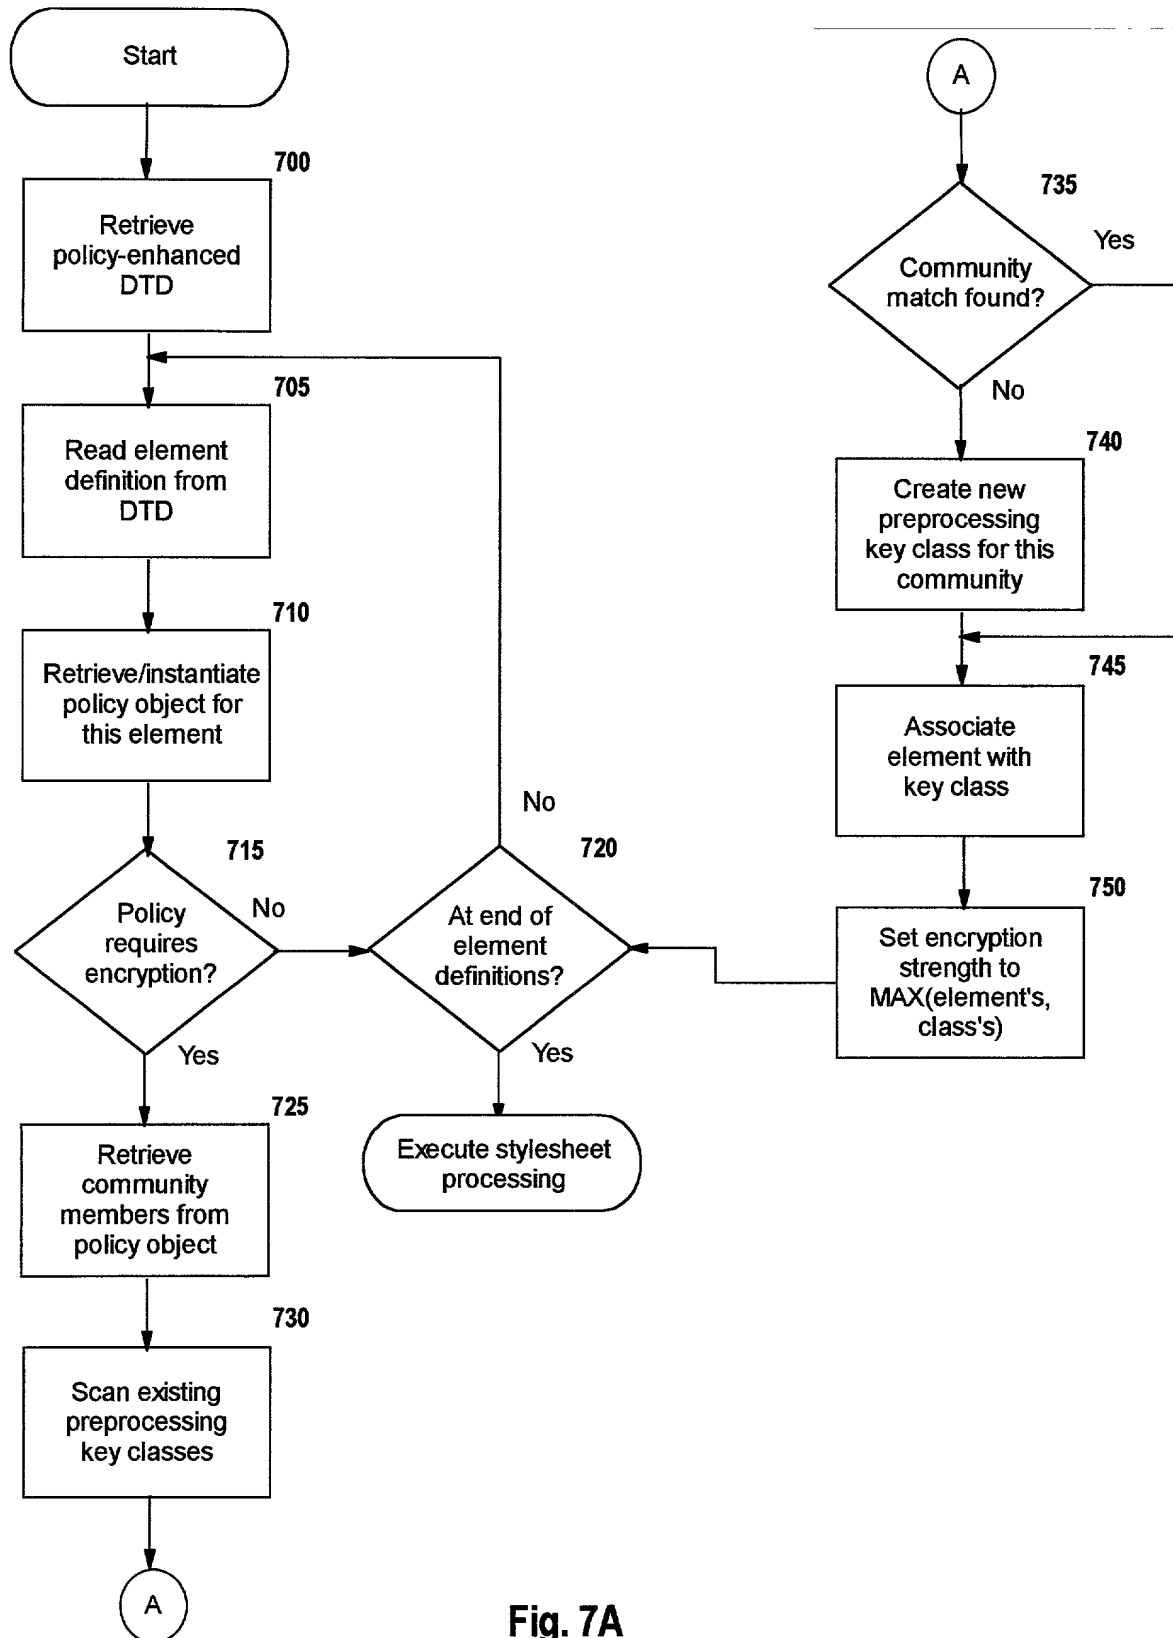 Start
700
Retrieve
policy-enhanced
DTD
705
Read element
definition from
DTD
710
Retrieve/instantiate
policy object for
this element
715
Policy
requires
encryption?
No
Yes
720
At end of
element
definitions?
No
Yes
Execute stylesheet
processing
725
Retrieve
community
members from
policy object
730
Scan existing
preprocessing
key classes
A
A
735
Community
match found?
Yes
No
740
Create new
preprocessing
key class for this
community
745
Associate
element with
key class
750
Set encryption
strength to
MAX(element's,
class's)
Fig. 7A